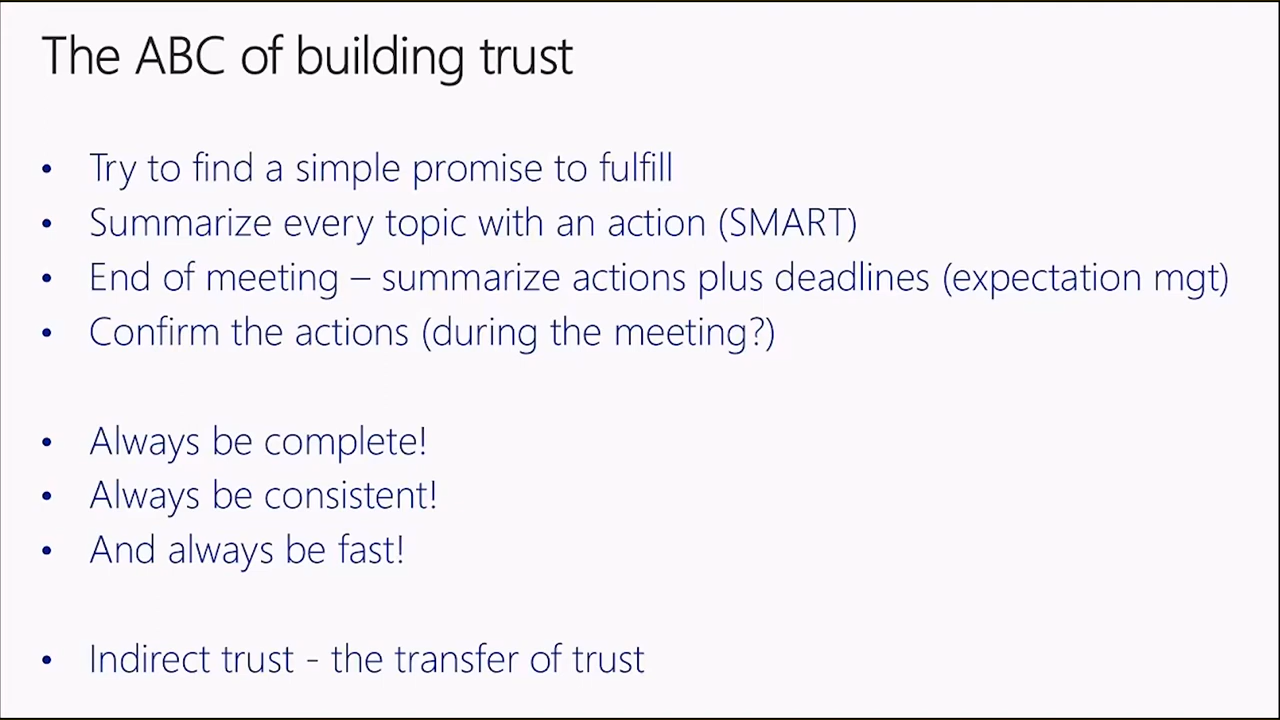 The ABC of building trust
• Try to find a simple promise to fulfill
• Summarize every topic with an action (SMART)
• End of meeting – summarize actions plus deadlines (expectation mgt)
• Confirm the actions (during the meeting?)
• Always be complete!
• Always be consistent!
• And always be fast!
• Indirect trust - the transfer of trust